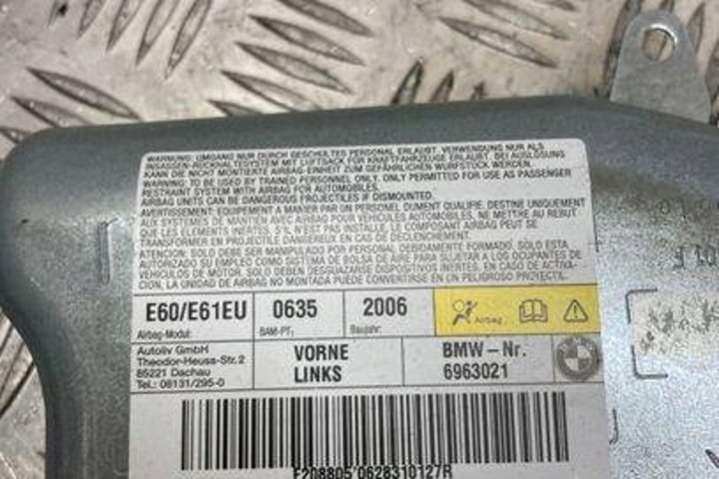 WARNUNG: UMGANG NUR DURCH GESCHULTES PERSONAL ERLAUBT. VERWENDUNG NUR ALS
INSASSEN-RÜCKHALTESYSTEM MIT LUFTSACK FÜR KRAFTFAHRZEUGE ERLAUBT. BEI AUSLÖSUNG
KANN DIE NICHT MONTIERTE AIRBAG-EINHEIT ZUM GEFÄHRLICHEN WURFSTÜCK WERDEN.
WARNING: TO BE USED BY TRAINED PERSONNEL ONLY. ONLY PERMITTED FOR USE AS PASSENGER
RESTRAINT SYSTEM WITH AIRBAG FOR AUTOMOBILES.
AIRBAG UNITS CAN BE DANGEROUS PROJECTILES IF DISMOUNTED.
AVERTISSEMENT: EQUIPEMENT A MANIER PAR UN PERSONNEL DUMENT QUALIFIE. DESTINE UNIQUEMENT
AUX SYSTEMES DE MANUTIEN AVEC AIRBAG POUR VEHICULES AUTOMOBILES. NE METTRE AU REBUT
QUE LES ELEMENTS INERTES. S'IL N'EST PAS INSTALLE, LE COMPOSANT AIRBAG PEUT SE
TRANSFORMER EN PROJECTILE DANGEREUX EN CAS DE DECLENCHEMENT.
ATENCION: SOLO DEBE SER MANIPULADO POR PERSONAL DEBIDAMENTE FORMADO. SOLO ESTA
AUTORIZADO SU EMPLEO COMO SISTEMA DE BOLSA DE AIRE PARA SUJETAR A LOS OCUPANTES DE
VEHICULOS DE MOTOR. SOLO DEBEN DESGUAZARSE DISPOSITIVOS INERTES. EN CASO DE ACTIVA-
CION, LA UNIDAD DE AIRBAG NO MONTADA PUEDE CONVERTIRSE EN UN PELIGROSO PROYECTIL.
E60/E61EU 0635 2006
Airbag-Modul: BAM-PT: Baujahr: Airbag
Autoliv GmbH
Theodor-Heuss-Str.2
85221 Dachau
Tel.: 08131/295-0
VORNE
LINKS
BMW-Nr.
6963021
BMW
F208805'0628310127R